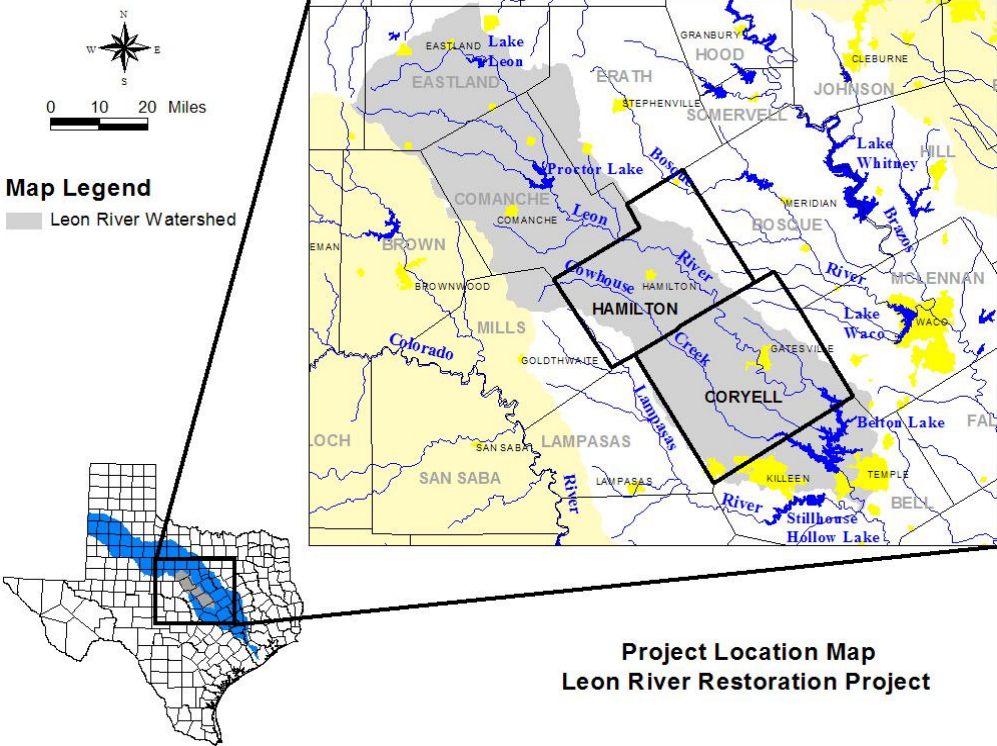 N
W E
S
0 10 20 Miles
Map Legend
Leon River Watershed
EASTLAND
Lake
Leon
EASTLAND
GRANBURY
HOOD
CLEBURNE
ERATH
STEPHENVILLE
SOMERVELL
JOHNSON
Lake
Whitney
HILL
Bosque
Proctor Lake
COMANCHE
COMANCHE
Leon
MERIDIAN
BOSQUE
Brazos
EMAN
BROWN
BROWNWOOD
Cowhouse
River
HAMILTON
HAMILTON
River
MCLENNAN
Lake
Waco
WACO
MILLS
Colorado
GOLDTHWAITE
Creek
GATESVILLE
CORYELL
Lampasas
Belton Lake
FAL
LOCH
SAN SABA
LAMPASAS
SAN SABA
River
LAMPASAS
KILLEEN
TEMPLE
BELL
River
Stillhouse
Hollow Lake
Project Location Map
Leon River Restoration Project